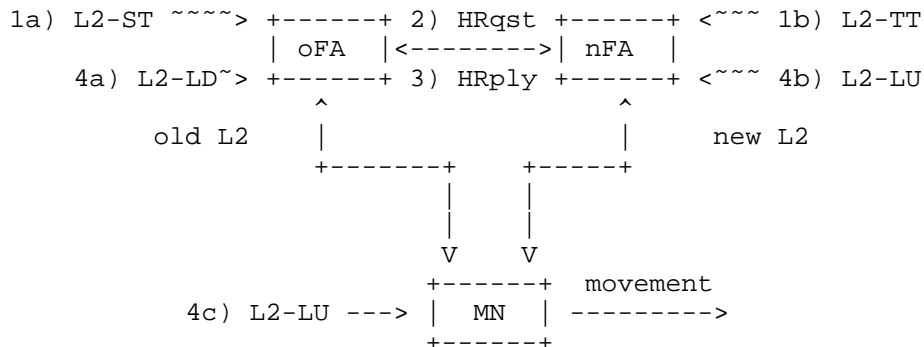 1a) L2-ST ~~~~> +------+ 2) HRqst +------+ <~~~ 1b) L2-TT
| oFA |<-------->| nFA |
4a) L2-LD~> +------+ 3) HRply +------+ <~~~ 4b) L2-LU
^ ^
old L2 | | new L2
+-------+ +-----+
| |
| |
V V
+------+ movement
4c) L2-LU ---> | MN | --------->
+------+